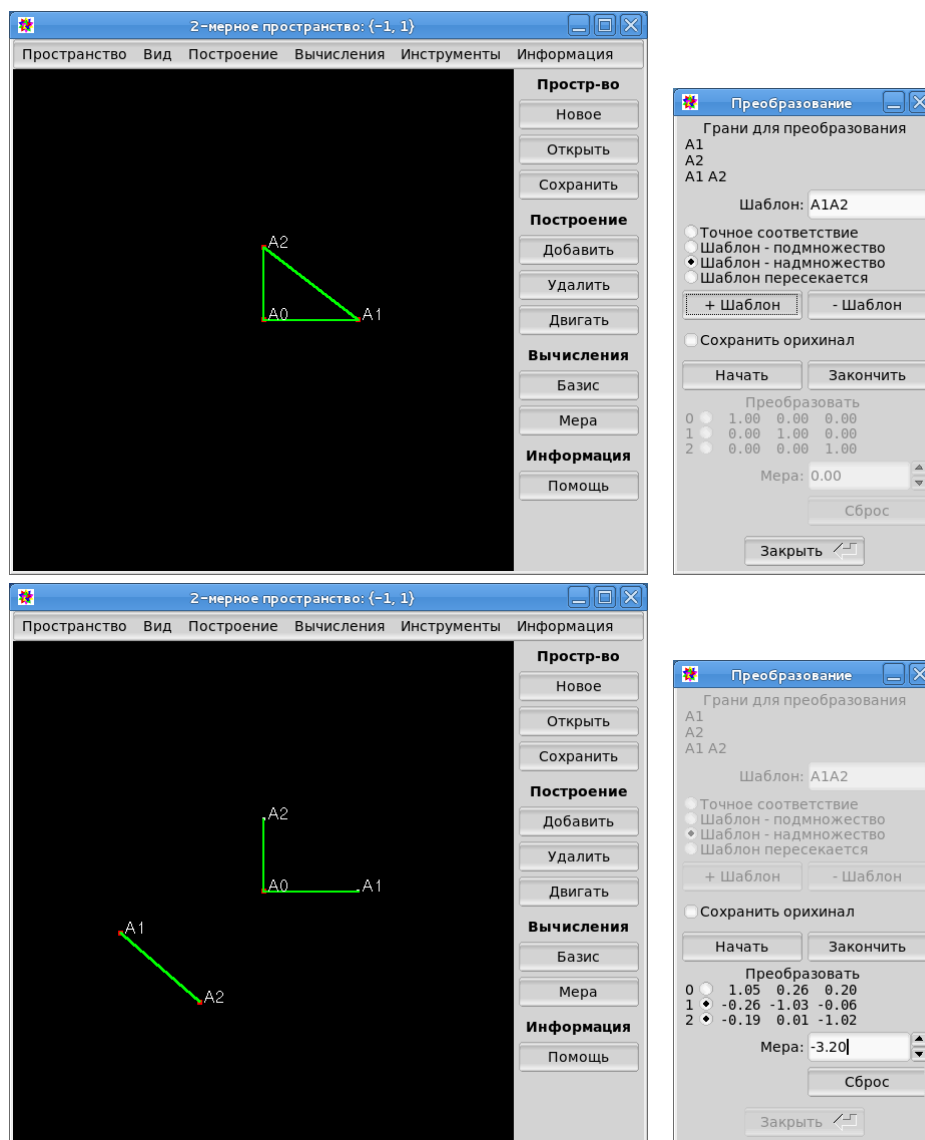 2-мерное пространство: {-1, 1}
Пространство Вид Построение Вычисления Инструменты Информация
Простр-во
Новое
Открыть
Сохранить
Построение
Добавить
Удалить
Двигать
Вычисления
Базис
Мера
Информация
Помощь
A2
A0
A1
Преобразование
Грани для преобразования
A1
A2
A1 A2
Шаблон: A1A2
Точное соответствие
Шаблон - подмножество
Шаблон - надмножество
Шаблон пересекается
+ Шаблон - Шаблон
Сохранить орихинал
Начать Закончить
Преобразовать
0 1.00 0.00 0.00
1 0.00 1.00 0.00
2 0.00 0.00 1.00
Мера: 0.00
Сброс
Закрыть
2-мерное пространство: {-1, 1}
Пространство Вид Построение Вычисления Инструменты Информация
Простр-во
Новое
Открыть
Сохранить
Построение
Добавить
Удалить
Двигать
Вычисления
Базис
Мера
Информация
Помощь
A2
A0
A1
A1
A2
Преобразование
Грани для преобразования
A1
A2
A1 A2
Шаблон: A1A2
Точное соответствие
Шаблон - подмножество
Шаблон - надмножество
Шаблон пересекается
+ Шаблон - Шаблон
Сохранить орихинал
Начать Закончить
Преобразовать
0 1.05 0.26 0.20
1 -0.26 -1.03 -0.06
2 -0.19 0.01 -1.02
Мера: -3.20
Сброс
Закрыть